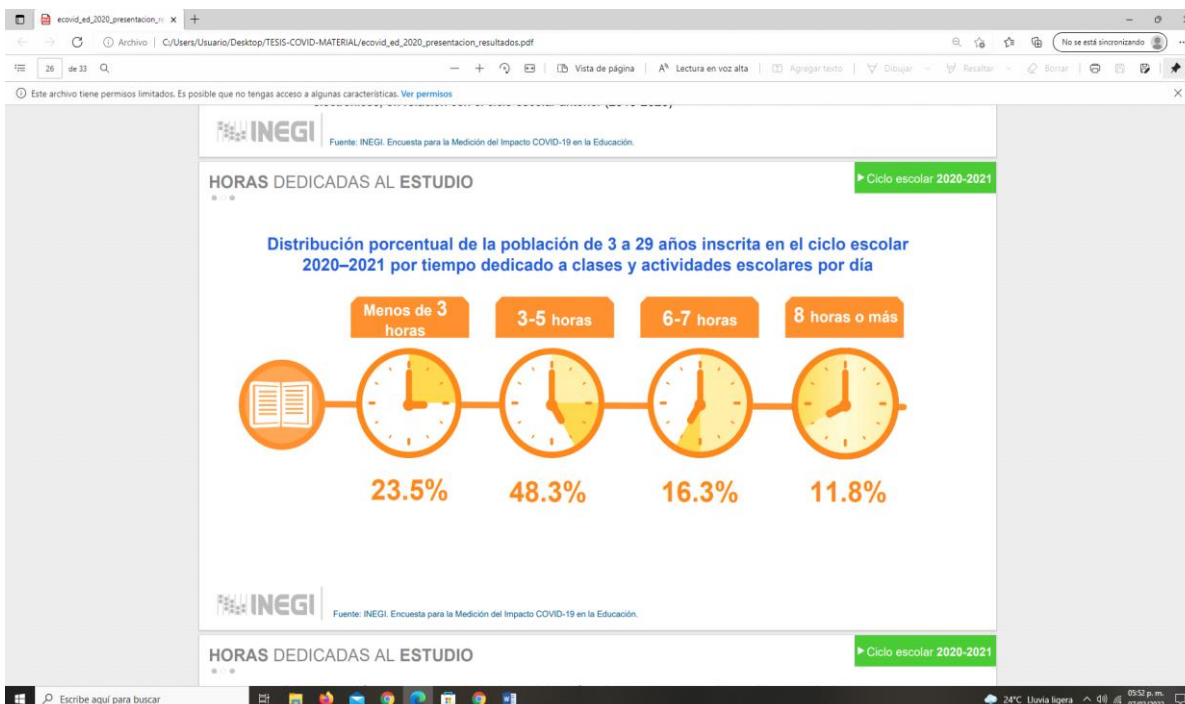 ecovid_ed_2020_presentacion_re
Archivo | C:/Users/Usuario/Desktop/TESIS-COVID-MATERIAL/ecovid_ed_2020_presentacion_resultados.pdf
No se está sincronizando
26 de 33
Vista de página
Lectura en voz alta
Agregar texto
Dibujar
Resaltar
Borrar
Este archivo tiene permisos limitados. Es posible que no tengas acceso a algunas características. Ver permisos
INEGI
Fuente: INEGI. Encuesta para la Medición del Impacto COVID-19 en la Educación.
HORAS DEDICADAS AL ESTUDIO
Ciclo escolar 2020-2021
Distribución porcentual de la población de 3 a 29 años inscrita en el ciclo escolar
2020–2021 por tiempo dedicado a clases y actividades escolares por día
Menos de 3
horas
3-5 horas
6-7 horas
8 horas o más
23.5%
48.3%
16.3%
11.8%
INEGI
Fuente: INEGI. Encuesta para la Medición del Impacto COVID-19 en la Educación.
HORAS DEDICADAS AL ESTUDIO
Ciclo escolar 2020-2021
Escribe aquí para buscar
24°C Lluvia ligera
05:52 p. m.